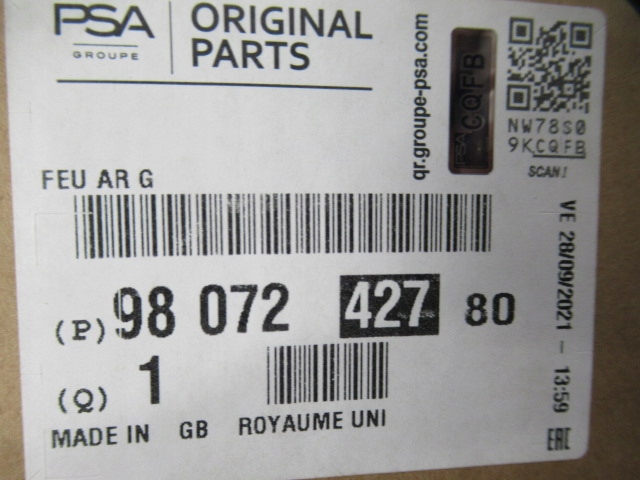 PSA
GROUPE
ORIGINAL
PARTS
qr.groupe-psa.com
PSA CQFB
NW78S0
9KCQFB
SCAN!
FEU AR G
VE 28/09/2021 - 13:59
(P) 98 072 427 80
(Q) 1
MADE IN GB ROYAUME UNI
EAC